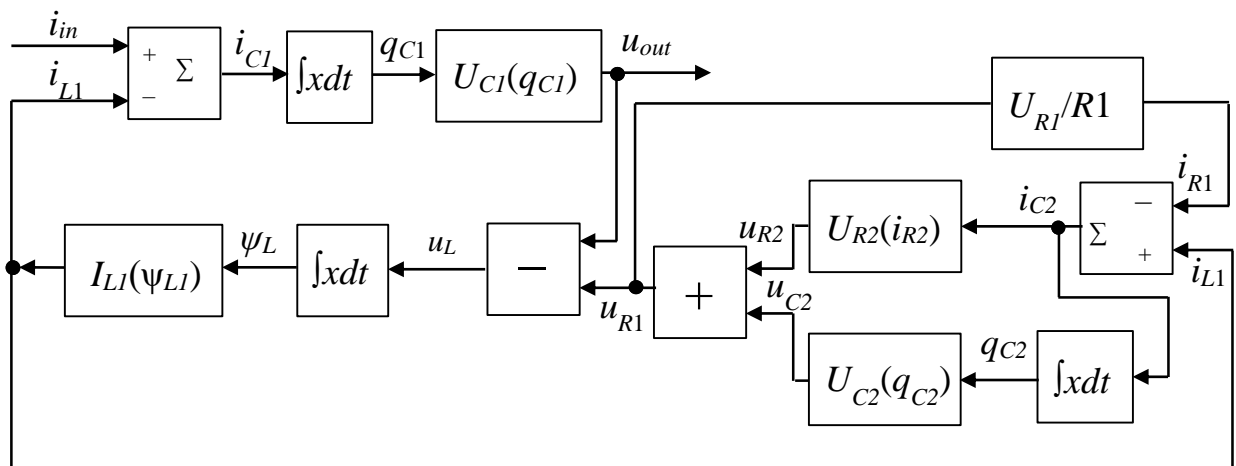 i_in
i_L1
+
−
Σ
i_C1
∫xdt
q_C1
U_C1(q_C1)
u_out
U_R1/R1
i_R1
−
Σ
+
i_L1
i_C2
U_R2(i_R2)
u_R2
u_C2
+
u_R1
−
u_L
∫xdt
ψ_L
I_L1(ψ_L1)
U_C2(q_C2)
q_C2
∫xdt